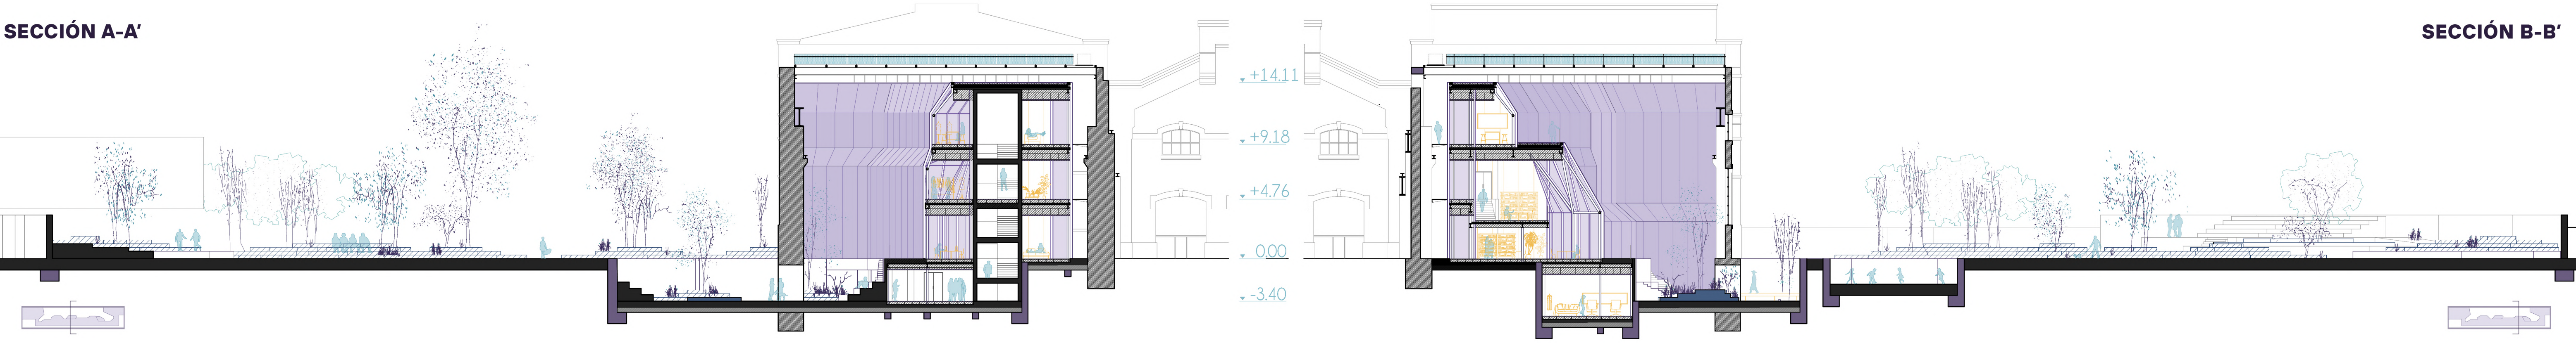 SECCIÓN A-A'
SECCIÓN B-B'
+14.11
+9.18
+4.76
0.00
-3.40